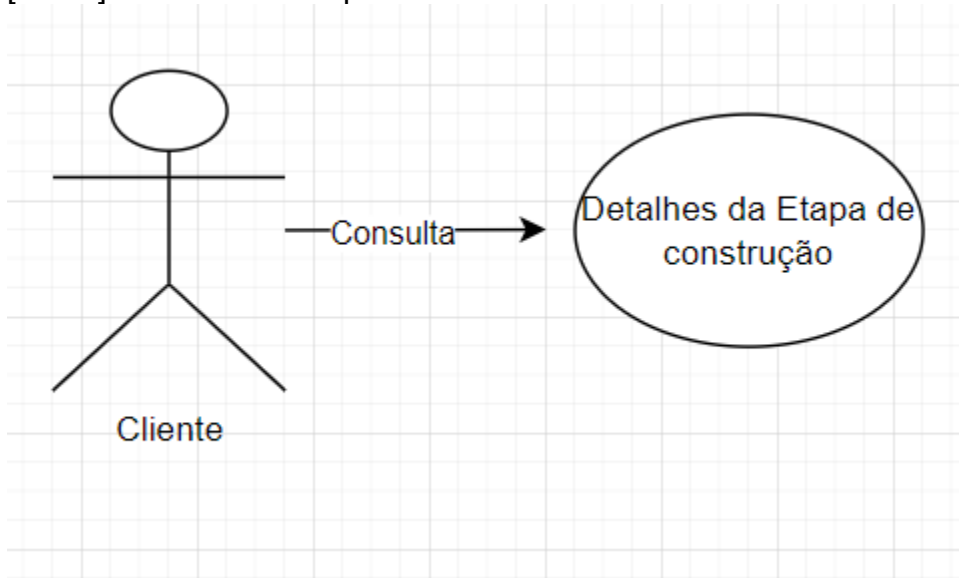 Consulta
Detalhes da Etapa de
construção
Cliente